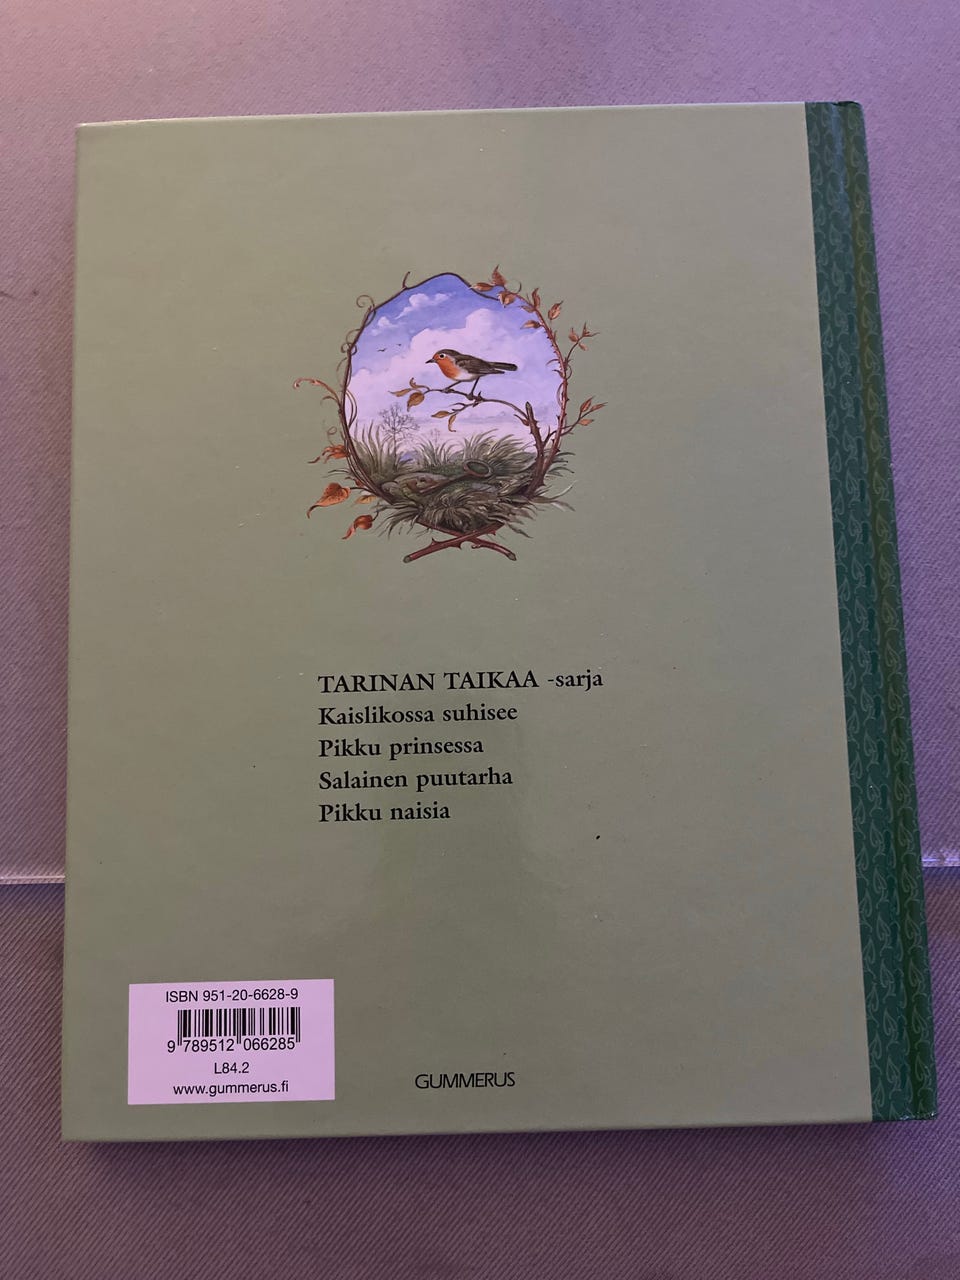 TARINAN TAIKAA -sarja
Kaislikossa suhisee
Pikku prinsessa
Salainen puutarha
Pikku naisia
ISBN 951-20-6628-9
9 789512 066285
L84.2
www.gummerus.fi
GUMMERUS